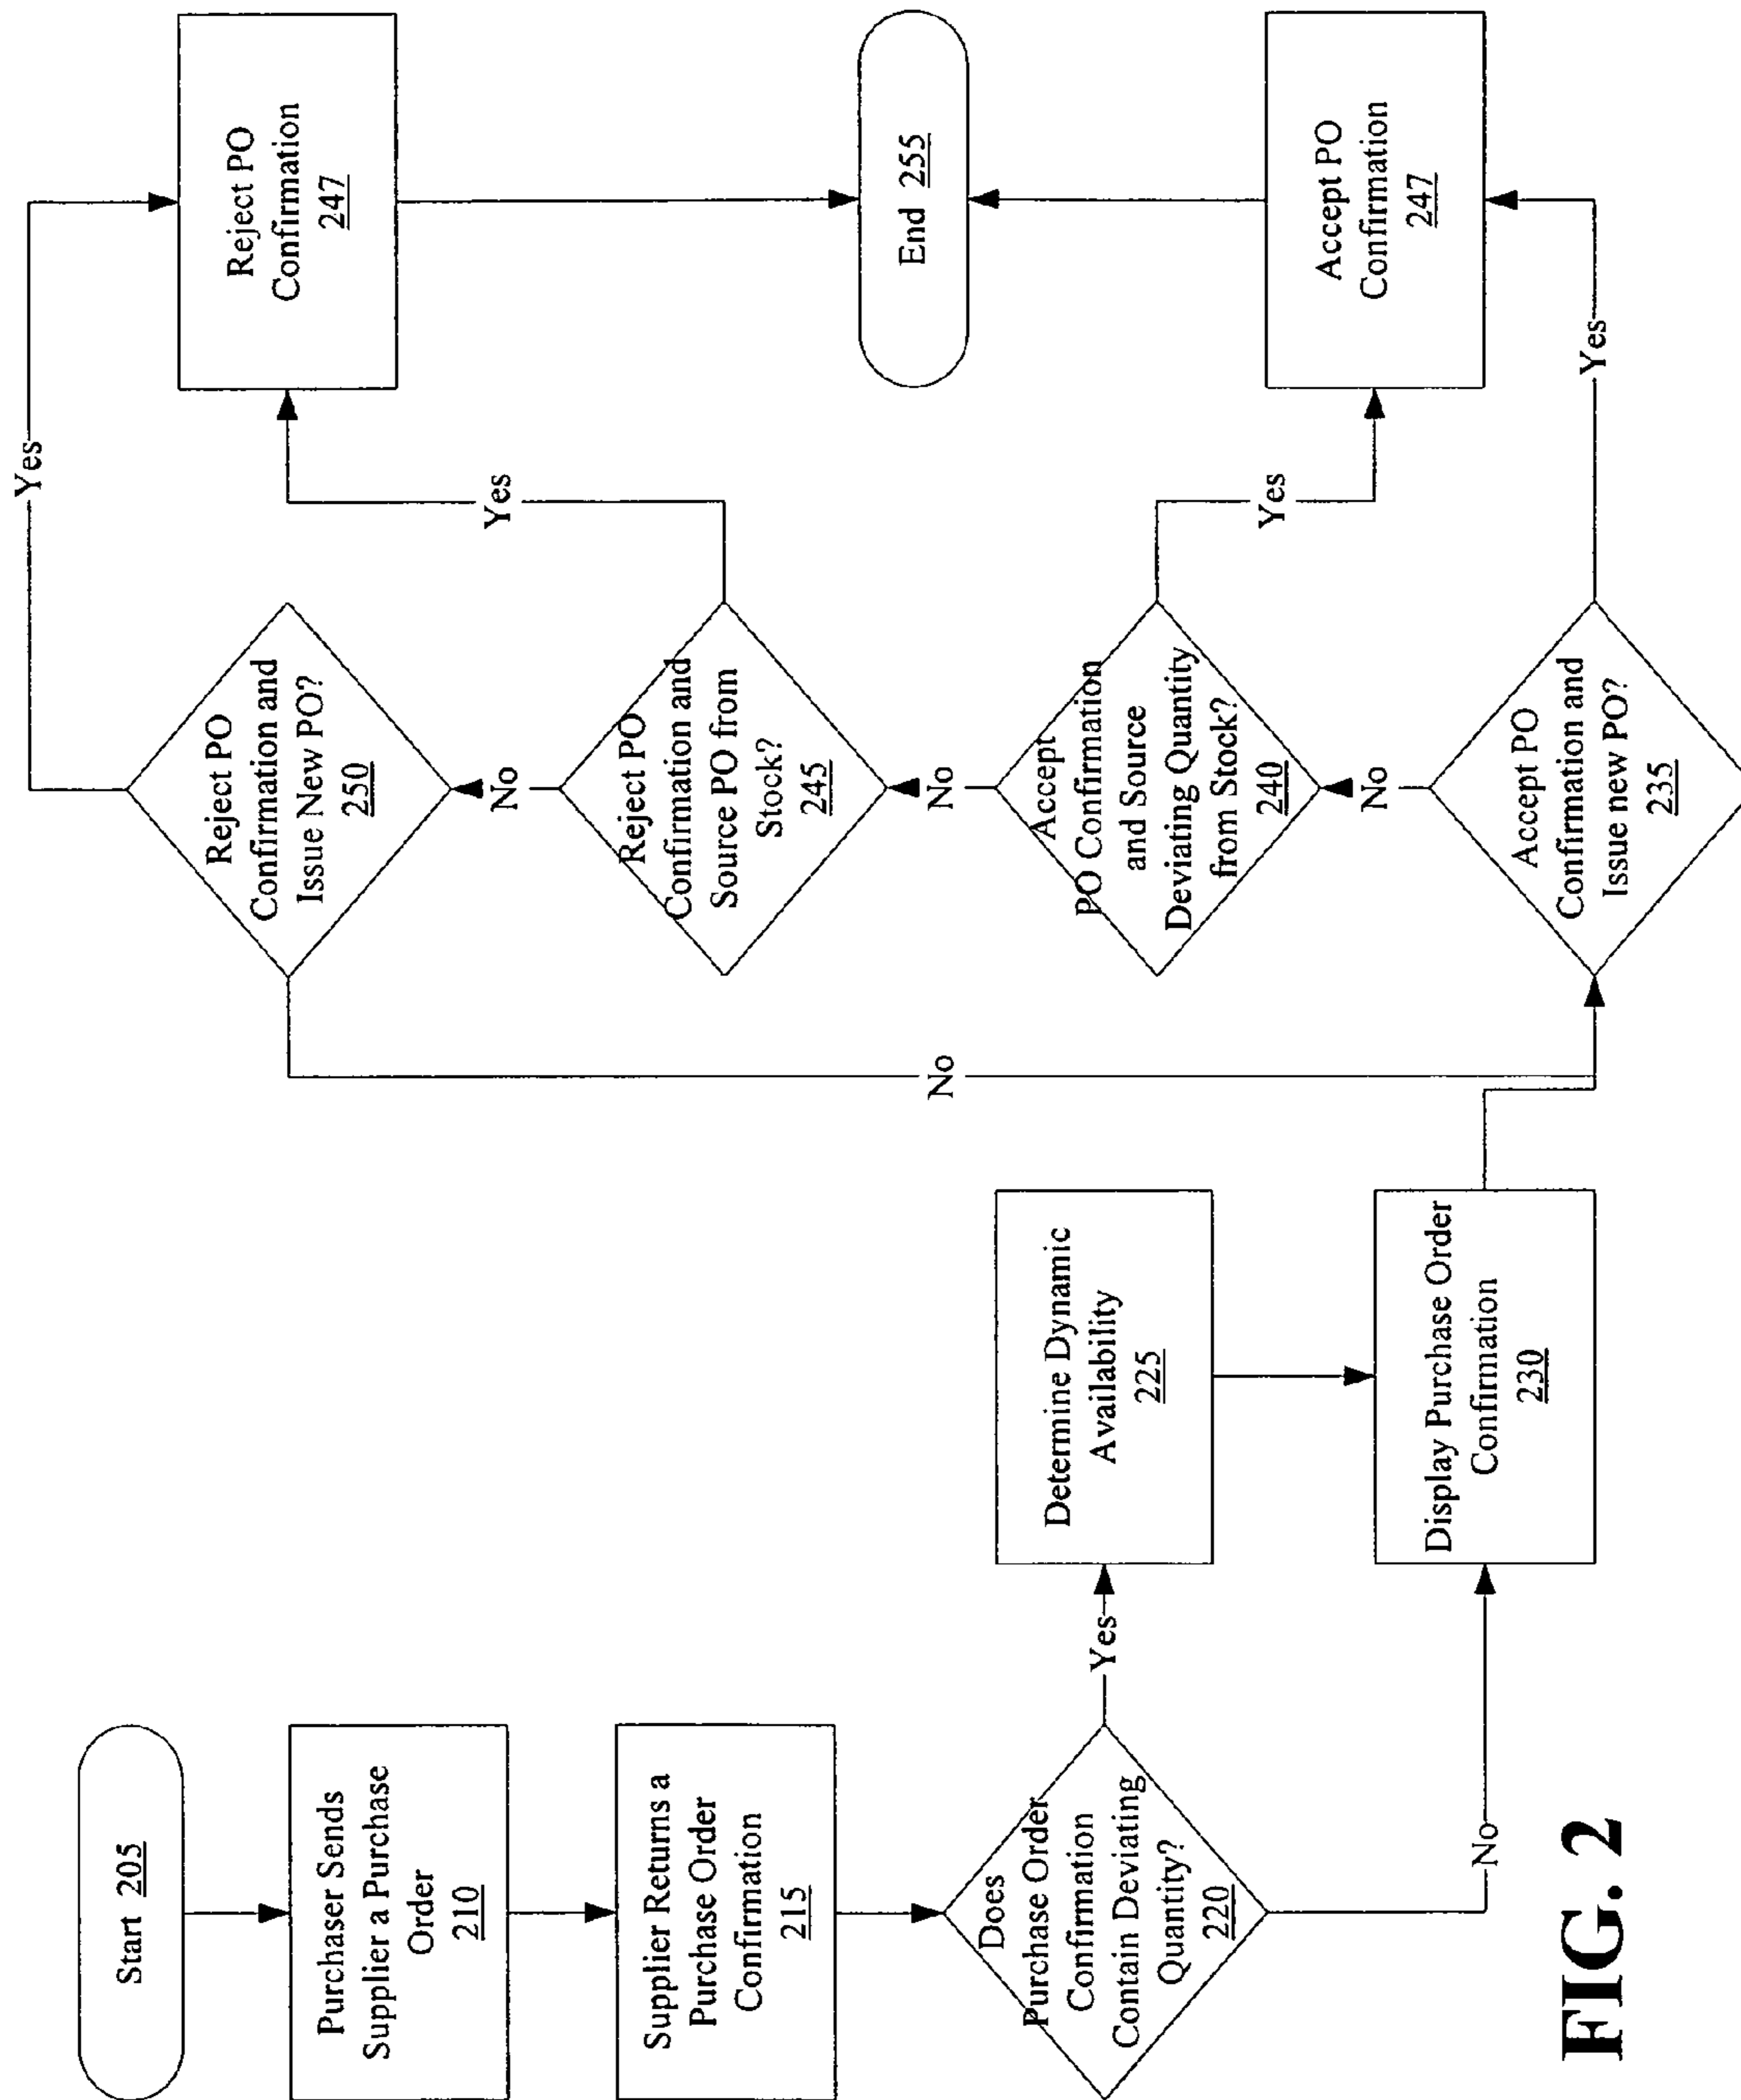 Start 205
Purchaser Sends
Supplier a Purchase
Order
210
Supplier Returns a
Purchase Order
Confirmation
215
Does
Purchase Order
Confirmation
Contain Deviating
Quantity?
220
Yes
No
Determine Dynamic
Availability
225
Display Purchase Order
Confirmation
230
Accept PO
Confirmation and
Issue new PO?
235
Yes
No
Accept
PO Confirmation
and Source
Deviating Quantity
from Stock?
240
Yes
No
Reject PO
Confirmation and
Source PO from
Stock?
245
Yes
No
Reject PO
Confirmation and
Issue New PO?
250
Yes
No
Reject PO
Confirmation
247
End 255
Accept PO
Confirmation
247
FIG. 2